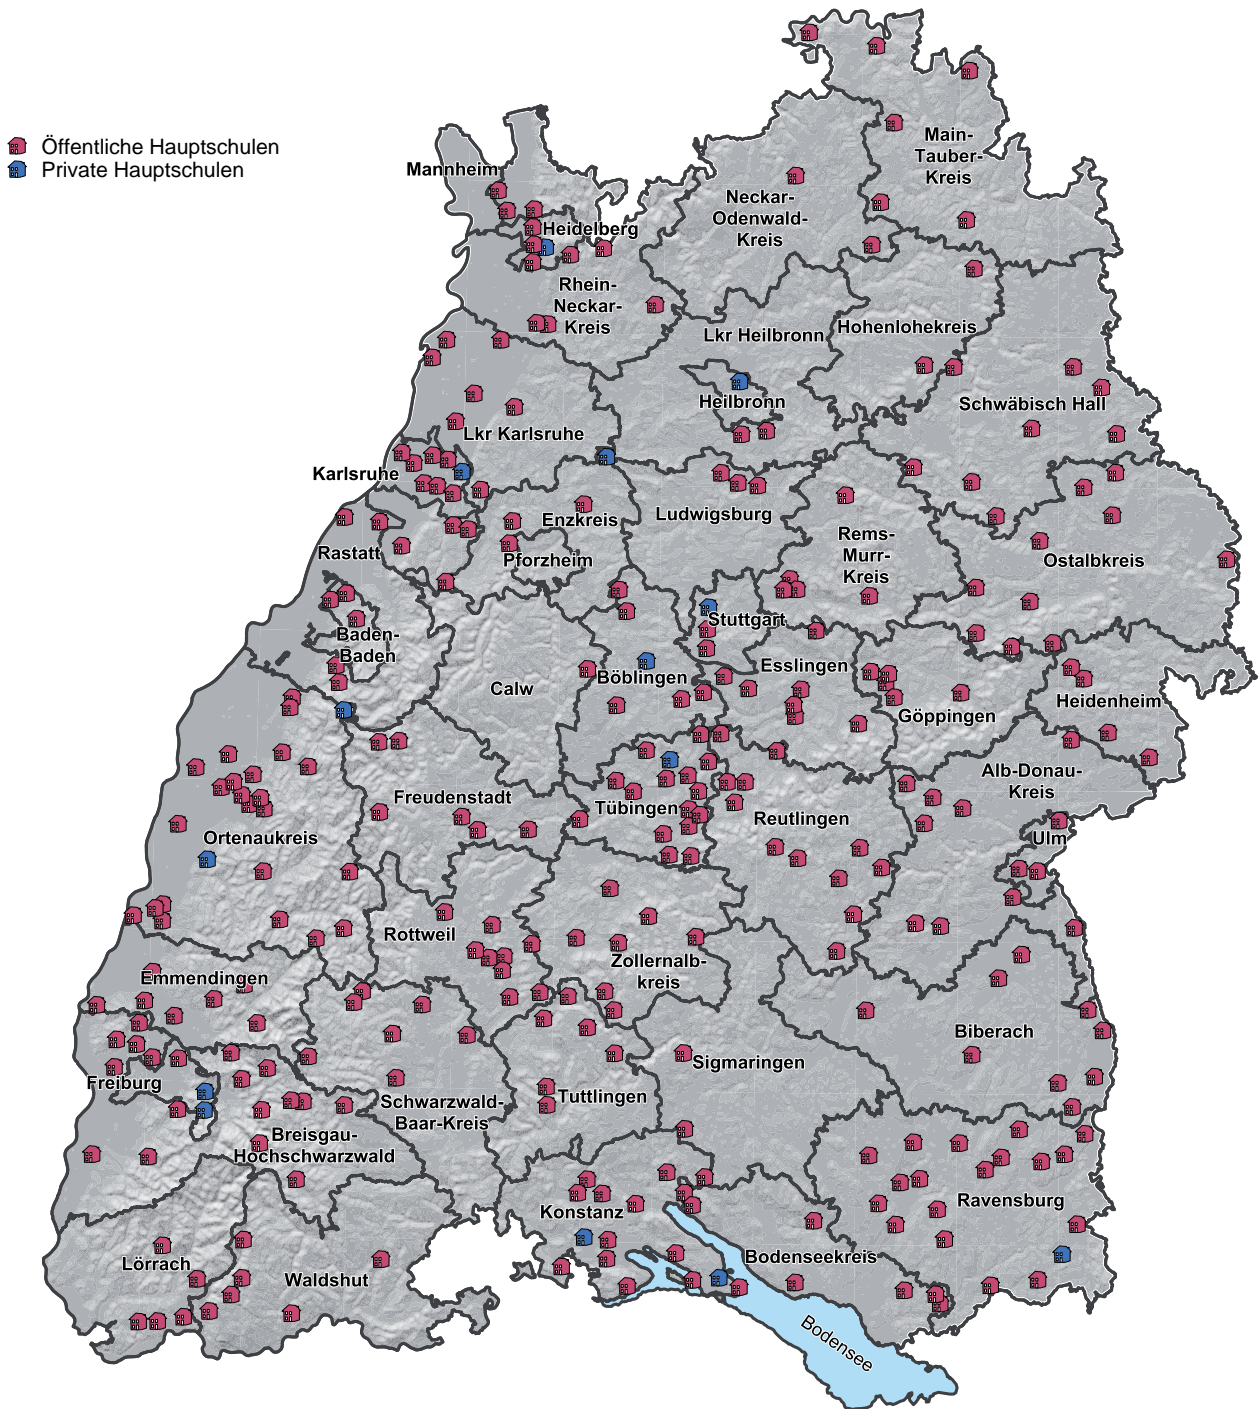 Öffentliche Hauptschulen
Private Hauptschulen
Main-
Tauber-
Kreis
Mannheim
Neckar-
Odenwald-
Kreis
Heidelberg
Rhein-
Neckar-
Kreis
Lkr Heilbronn
Hohenlohekreis
Heilbronn
Schwäbisch Hall
Lkr Karlsruhe
Karlsruhe
Enzkreis
Ludwigsburg
Rems-
Murr-
Kreis
Rastatt
Pforzheim
Ostalbkreis
Stuttgart
Baden-
Baden
Esslingen
Böblingen
Calw
Göppingen
Heidenheim
Alb-Donau-
Kreis
Freudenstadt
Tübingen
Reutlingen
Ulm
Ortenaukreis
Rottweil
Zollernalb-
kreis
Emmendingen
Biberach
Sigmaringen
Freiburg
Tuttlingen
Schwarzwald-
Baar-Kreis
Breisgau-
Hochschwarzwald
Ravensburg
Konstanz
Bodenseekreis
Lörrach
Waldshut
Bodensee